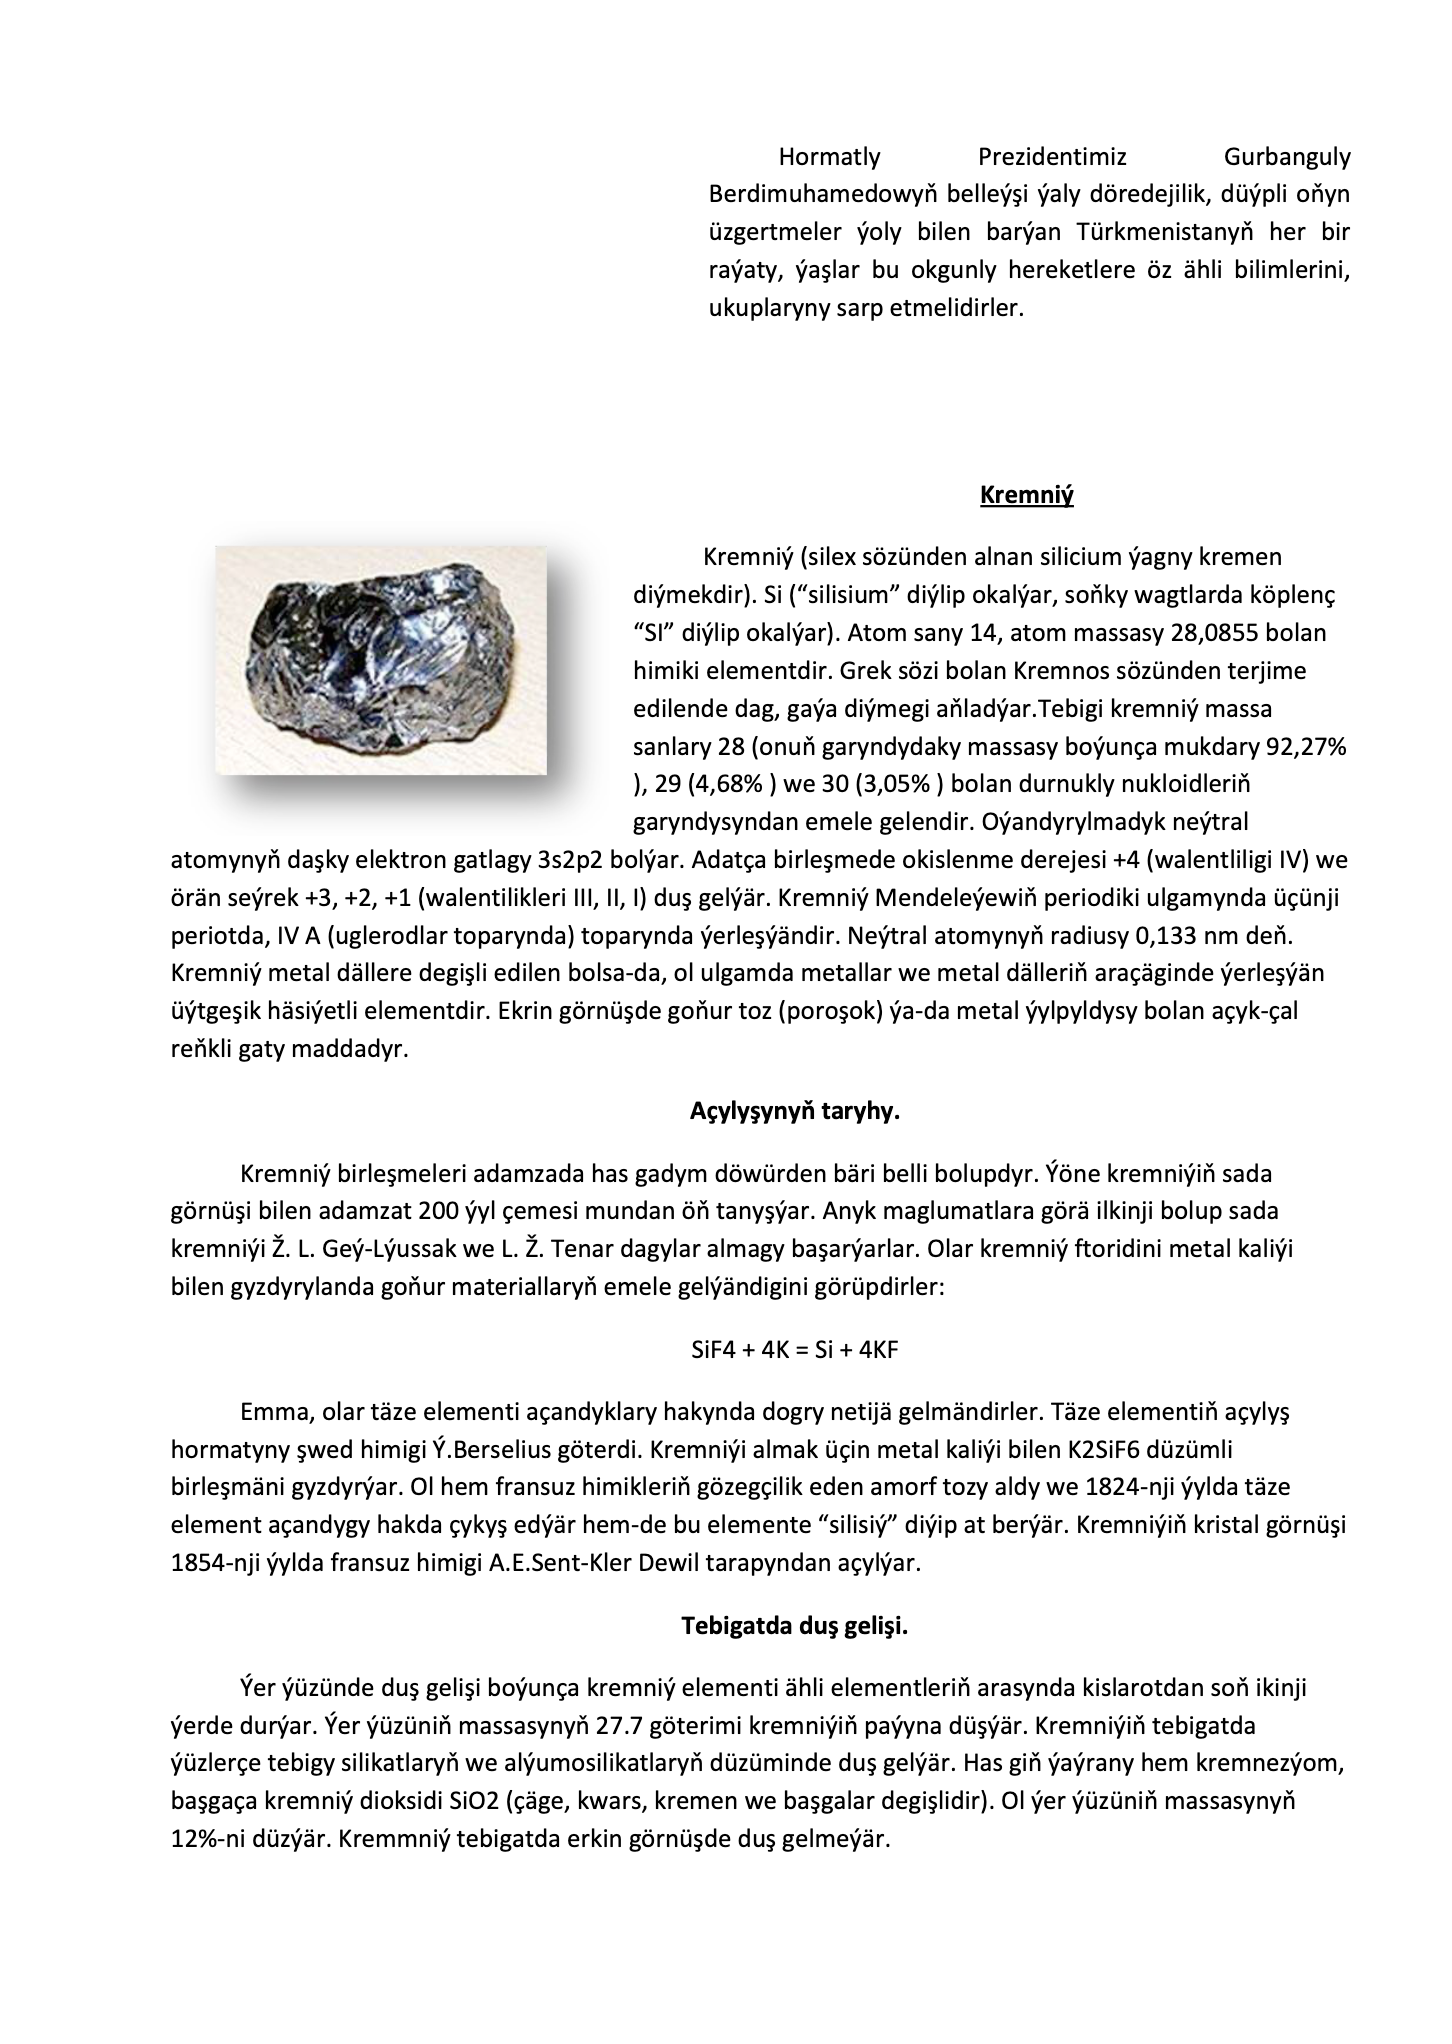 Hormatly Prezidentimiz Gurbanguly
Berdimuhamedowyň belleýşi ýaly döredejilik, düýpli oňyn
üzgertmeler ýoly bilen barýan Türkmenistanyň her bir
raýaty, ýaşlar bu okgunly hereketlere öz ähli bilimlerini,
ukuplaryny sarp etmelidirler.
Kremniý
Kremniý (silex sözünden alnan silicium ýagny kremen
diýmekdir). Si (“silisium” diýlip okalýar, soňky wagtlarda köplenç
“SI” diýlip okalýar). Atom sany 14, atom massasy 28,0855 bolan
himiki elementdir. Grek sözi bolan Kremnos sözünden terjime
edilende dag, gaýa diýmegi aňladýar.Tebigi kremniý massa
sanlary 28 (onuň garyndydaky massasy boýunça mukdary 92,27%
), 29 (4,68% ) we 30 (3,05% ) bolan durnukly nukloidleriň
garyndysyndan emele gelendir. Oýandyrylmadyk neýtral
atomynyň daşky elektron gatlagy 3s2p2 bolýar. Adatça birleşmede okislenme derejesi +4 (walentliligi IV) we
örän seýrek +3, +2, +1 (walentilikleri III, II, I) duş gelýär. Kremniý Mendeleýewiň periodiki ulgamynda üçünji
periotda, IV A (uglerodlar toparynda) toparynda ýerleşýändir. Neýtral atomynyň radiusy 0,133 nm deň.
Kremniý metal dällere degişli edilen bolsa-da, ol ulgamda metallar we metal dälleriň araçäginde ýerleşýän
üýtgeşik häsiýetli elementdir. Ekrin görnüşde goňur toz (poroşok) ýa-da metal ýylpyldysy bolan açyk-çal
reňkli gaty maddadyr.
Açylyşynyň taryhy.
Kremniý birleşmeleri adamzada has gadym döwürden bäri belli bolupdyr. Ýöne kremniýiň sada
görnüşi bilen adamzat 200 ýyl çemesi mundan öň tanyşýar. Anyk maglumatlara görä ilkinji bolup sada
kremniýi Ž. L. Geý-Lýussak we L. Ž. Tenar dagylar almagy başarýarlar. Olar kremniý ftoridini metal kaliýi
bilen gyzdyrylanda goňur materiallaryň emele gelýändigini görüpdirler:
SiF4 + 4K = Si + 4KF
Emma, olar täze elementi açandyklary hakynda dogry netijä gelmändirler. Täze elementiň açylyş
hormatyny şwed himigi Ý.Berselius göterdi. Kremniýi almak üçin metal kaliýi bilen K2SiF6 düzümli
birleşmäni gyzdyrýar. Ol hem fransuz himikleriň gözegçilik eden amorf tozy aldy we 1824-nji ýylda täze
element açandygy hakda çykyş edýär hem-de bu elemente “silisiý” diýip at berýär. Kremniýiň kristal görnüşi
1854-nji ýylda fransuz himigi A.E.Sent-Kler Dewil tarapyndan açylýar.
Tebigatda duş gelişi.
Ýer ýüzünde duş gelişi boýunça kremniý elementi ähli elementleriň arasynda kislarotdan soň ikinji
ýerde durýar. Ýer ýüzüniň massasynyň 27.7 göterimi kremniýiň paýyna düşýär. Kremniýiň tebigatda
ýüzlerçe tebigy silikatlaryň we alýumosilikatlaryň düzüminde duş gelýär. Has giň ýaýrany hem kremnezýom,
başgaça kremniý dioksidi SiO2 (çäge, kwars, kremen we başgalar degişlidir). Ol ýer ýüzüniň massasynyň
12%-ni düzýär. Kremmniý tebigatda erkin görnüşde duş gelmeýär.